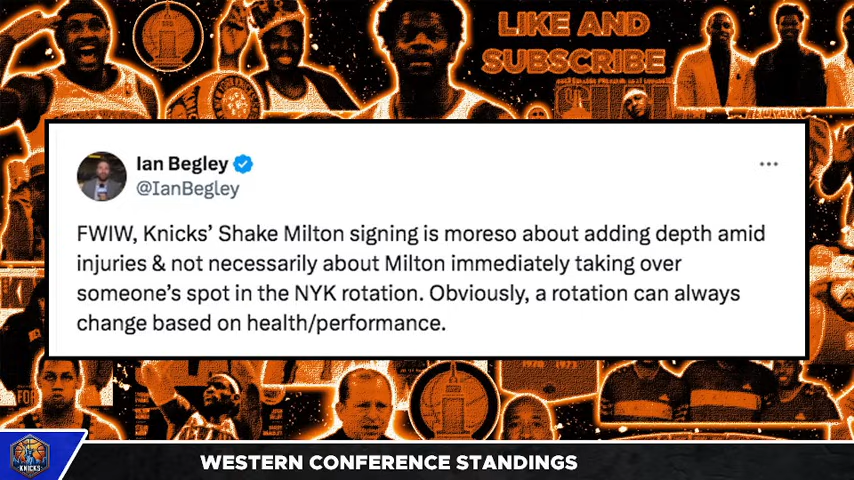 LIKE AND
SUBSCRIBE
Ian Begley
@IanBegley
FWIW, Knicks’ Shake Milton signing is moreso about adding depth amid
injuries & not necessarily about Milton immediately taking over
someone’s spot in the NYK rotation. Obviously, a rotation can always
change based on health/performance.
KNICKS
WESTERN CONFERENCE STANDINGS